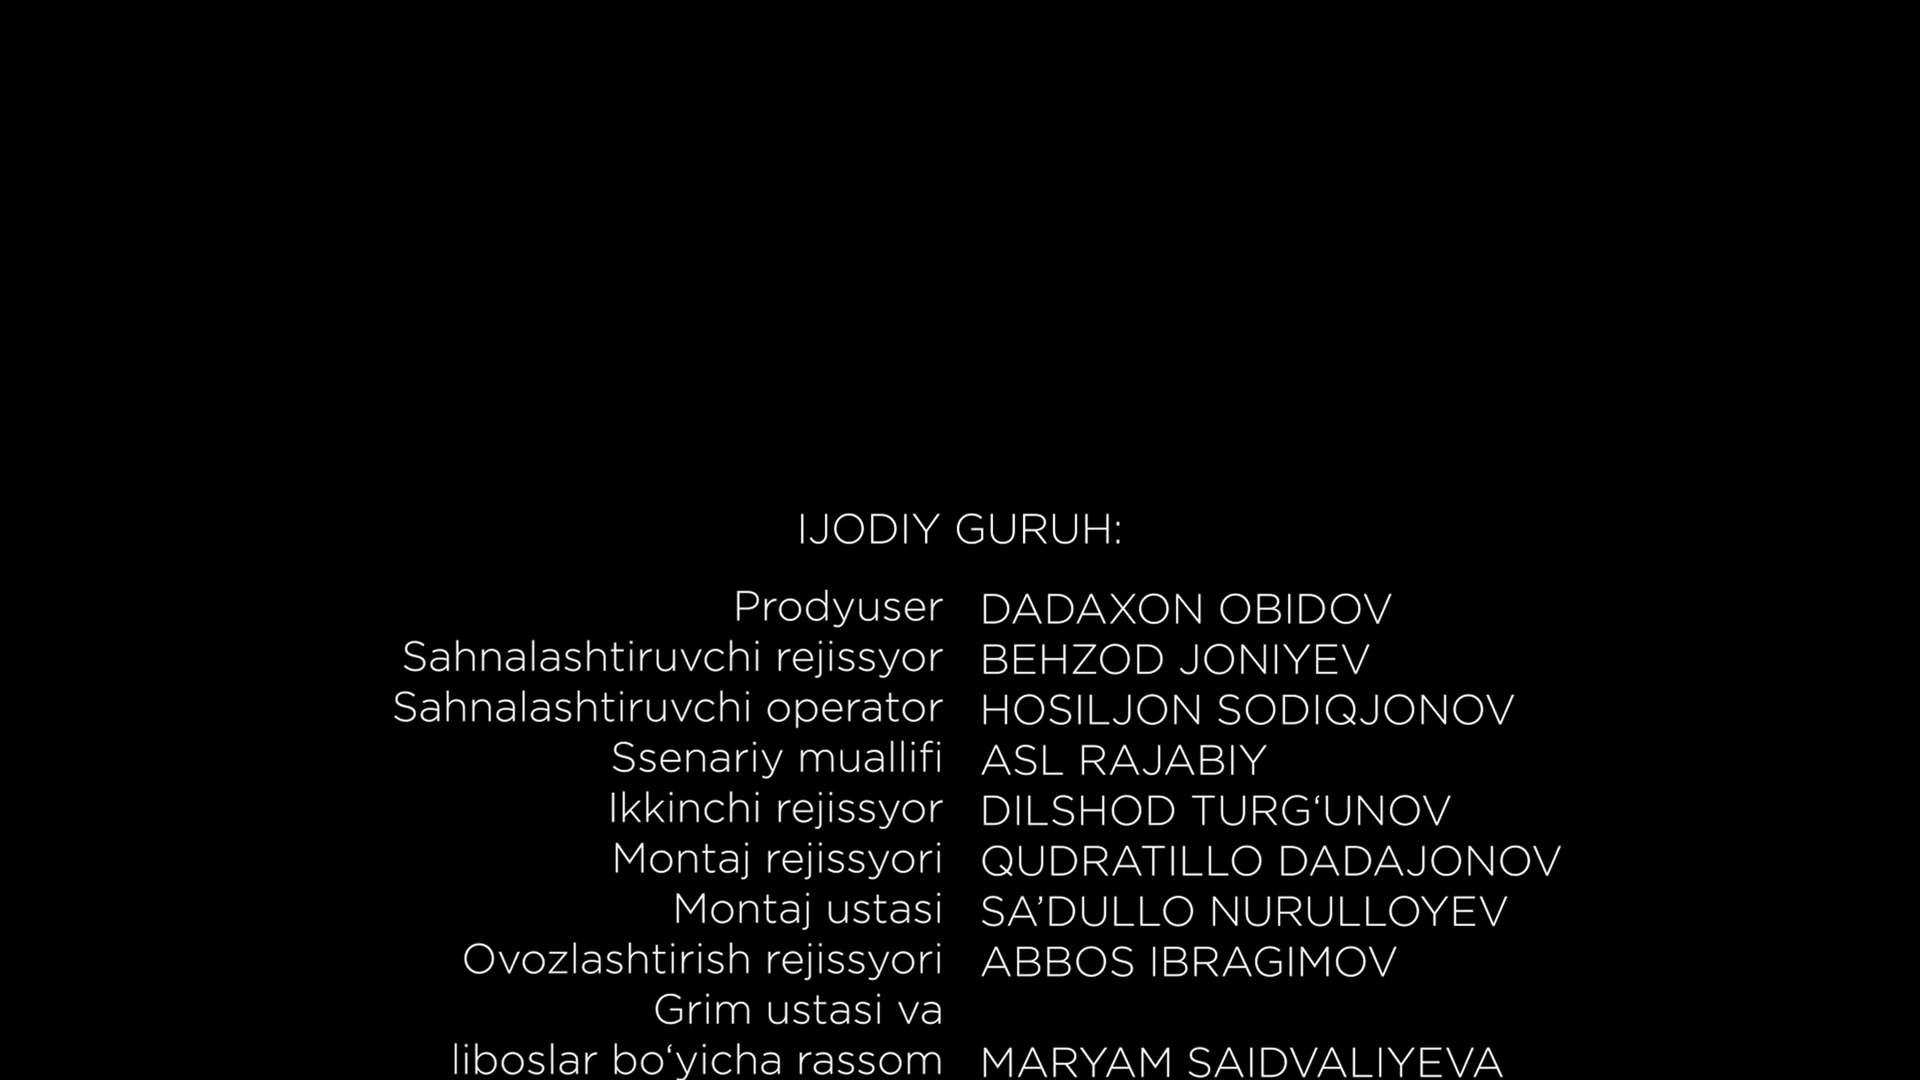 IJODIY GURUH:
Prodyuser DADAXON OBIDOV
Sahnalashtiruvchi rejissyor BEHZOD JONIYEV
Sahnalashtiruvchi operator HOSILJON SODIQJONOV
Ssenariy muallifi ASL RAJABIY
Ikkinchi rejissyor DILSHOD TURG‘UNOV
Montaj rejissyori QUDRATILLO DADAJONOV
Montaj ustasi SA’DULLO NURULLOYEV
Ovozlashtirish rejissyori ABBOS IBRAGIMOV
Grim ustasi va
liboslar bo‘yicha rassom MARYAM SAIDVALIYEVA